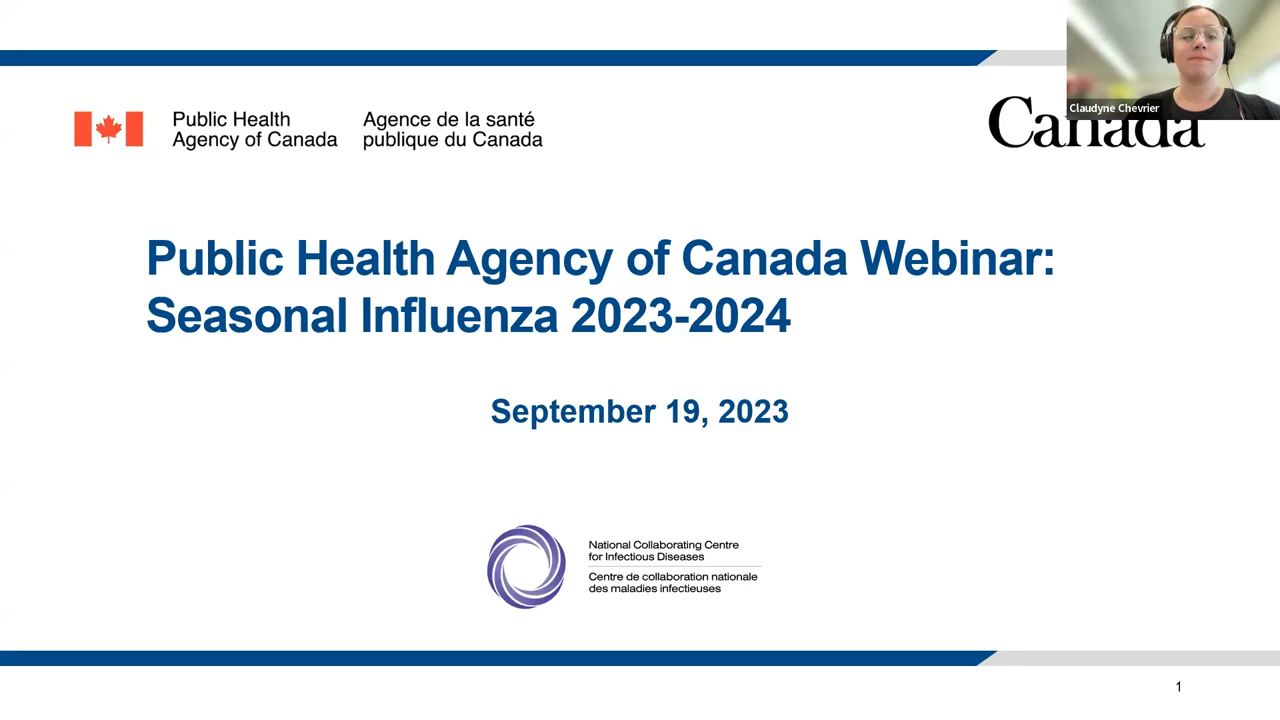 Public Health
Agency of Canada
Agence de la santé
publique du Canada
Canada
Claudyne Chevrier
Public Health Agency of Canada Webinar:
Seasonal Influenza 2023-2024
September 19, 2023
National Collaborating Centre
for Infectious Diseases
Centre de collaboration nationale
des maladies infectieuses
1